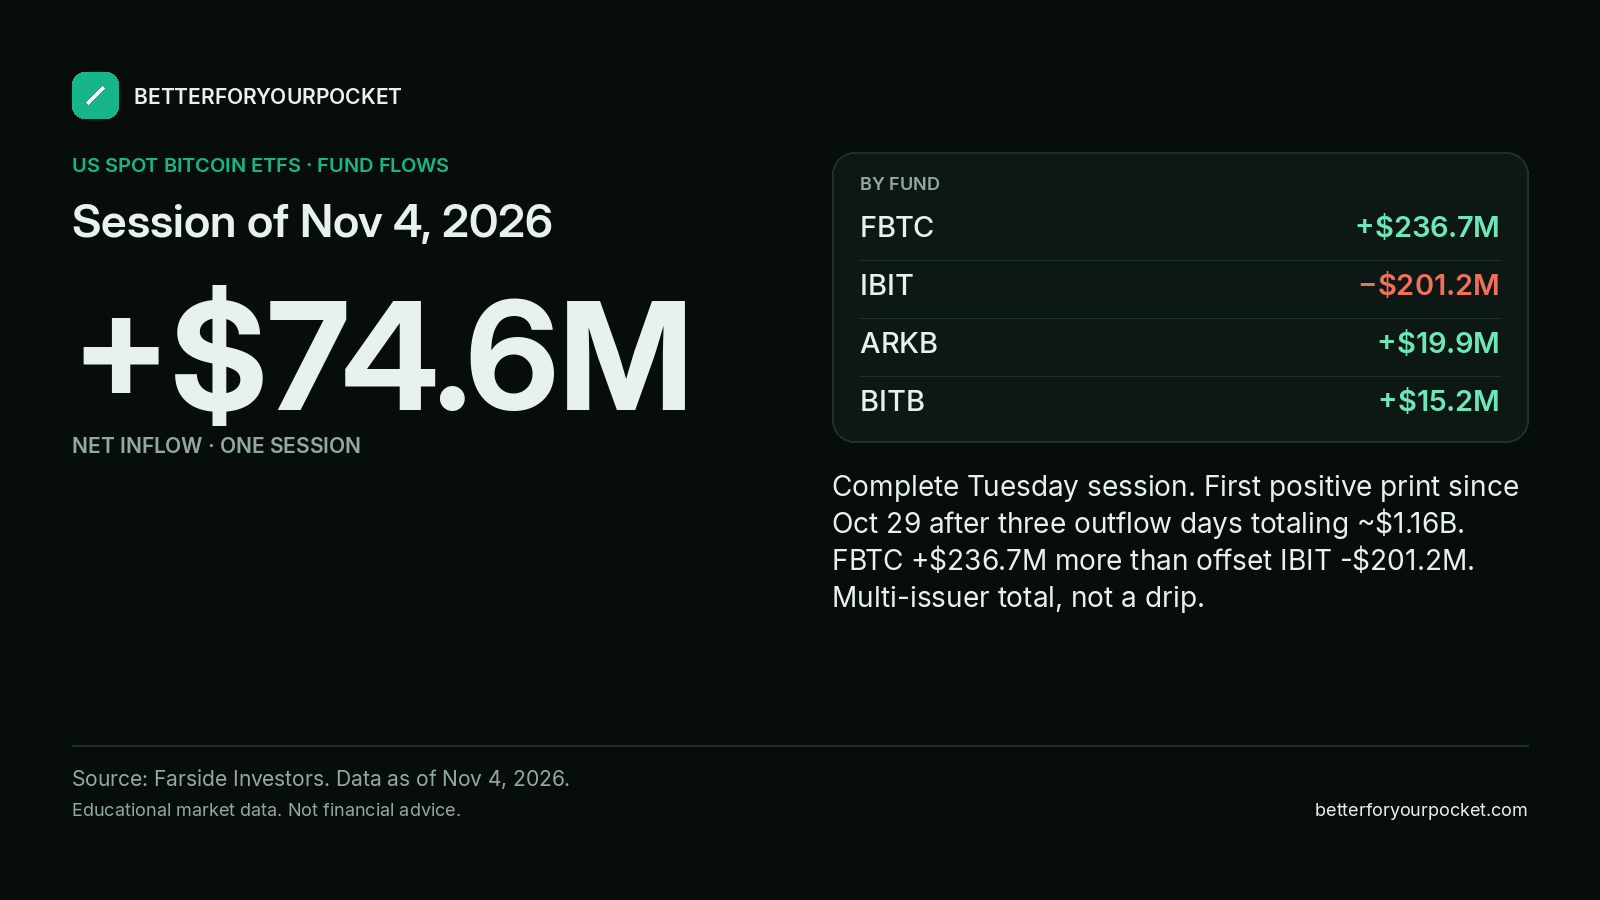 BETTERFORYOURPOCKET
US SPOT BITCOIN ETFS · FUND FLOWS
Session of Nov 4, 2026
+$74.6M
NET INFLOW · ONE SESSION
BY FUND
FBTC +$236.7M
IBIT −$201.2M
ARKB +$19.9M
BITB +$15.2M
Complete Tuesday session. First positive print since
Oct 29 after three outflow days totaling ~$1.16B.
FBTC +$236.7M more than offset IBIT -$201.2M.
Multi-issuer total, not a drip.
Source: Farside Investors. Data as of Nov 4, 2026.
Educational market data. Not financial advice.
betterforyourpocket.com